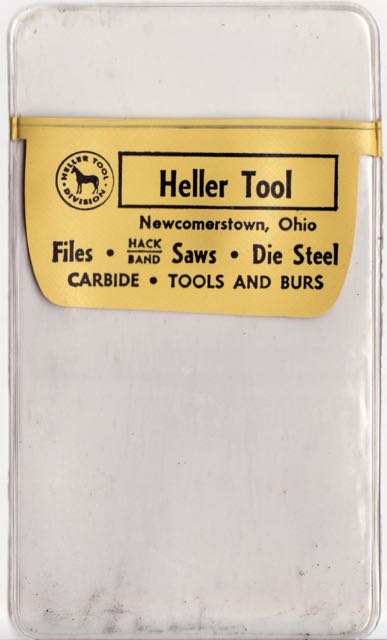 HELLER TOOL
DIVISION
Heller Tool
Newcomerstown, Ohio
Files • HACK BAND Saws • Die Steel
CARBIDE • TOOLS AND BURS